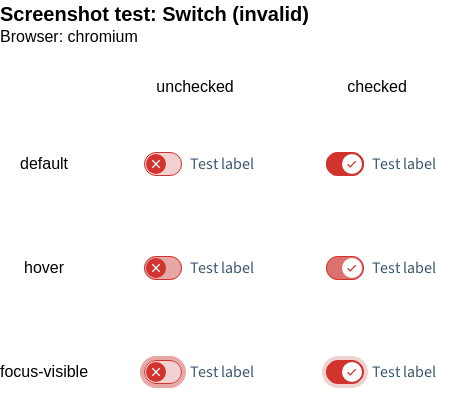 Screenshot test: Switch (invalid)
Browser: chromium
unchecked checked
default Test label Test label
hover Test label Test label
focus-visible Test label Test label